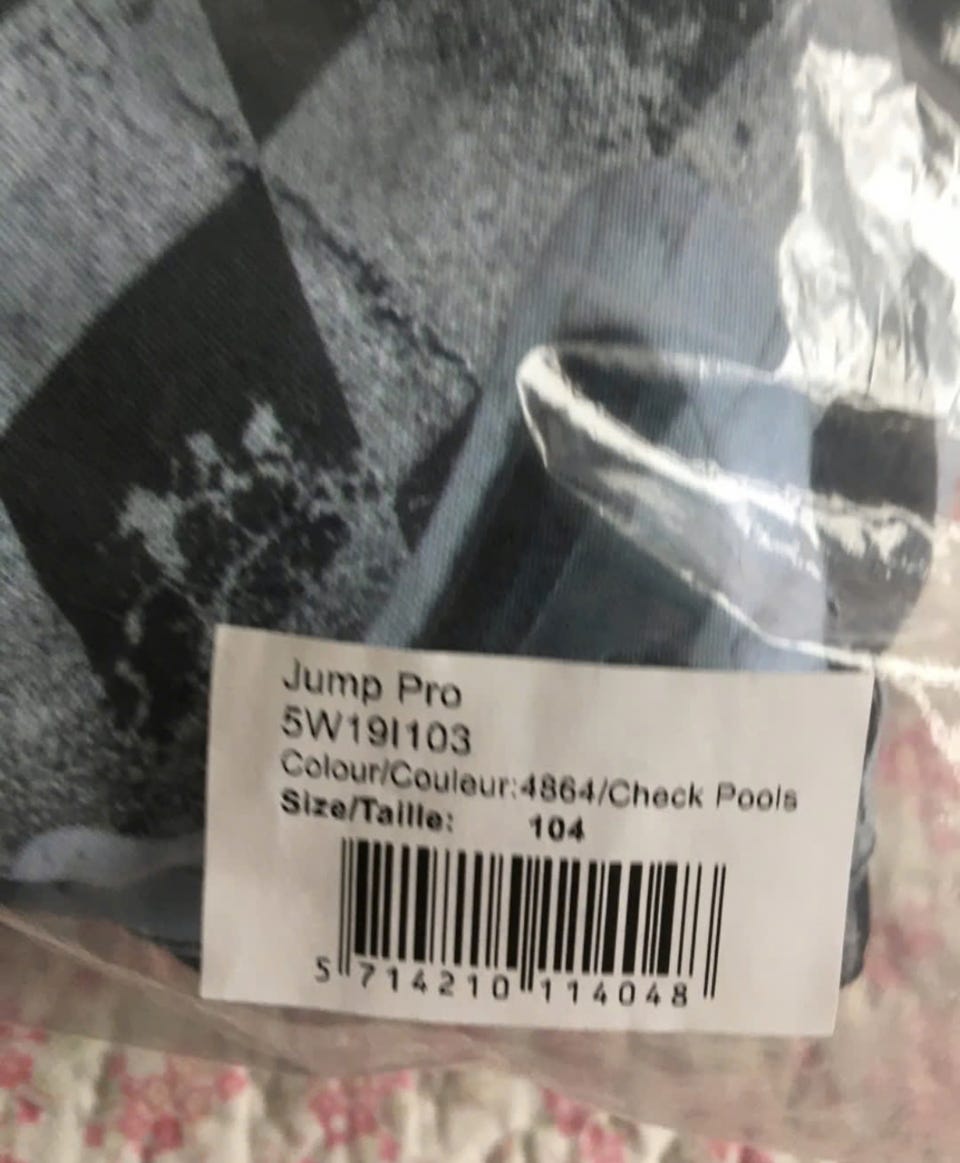 Jump Pro
5W19I103
Colour/Couleur:4864/Check Pools
Size/Taille: 104
5 714210 114048